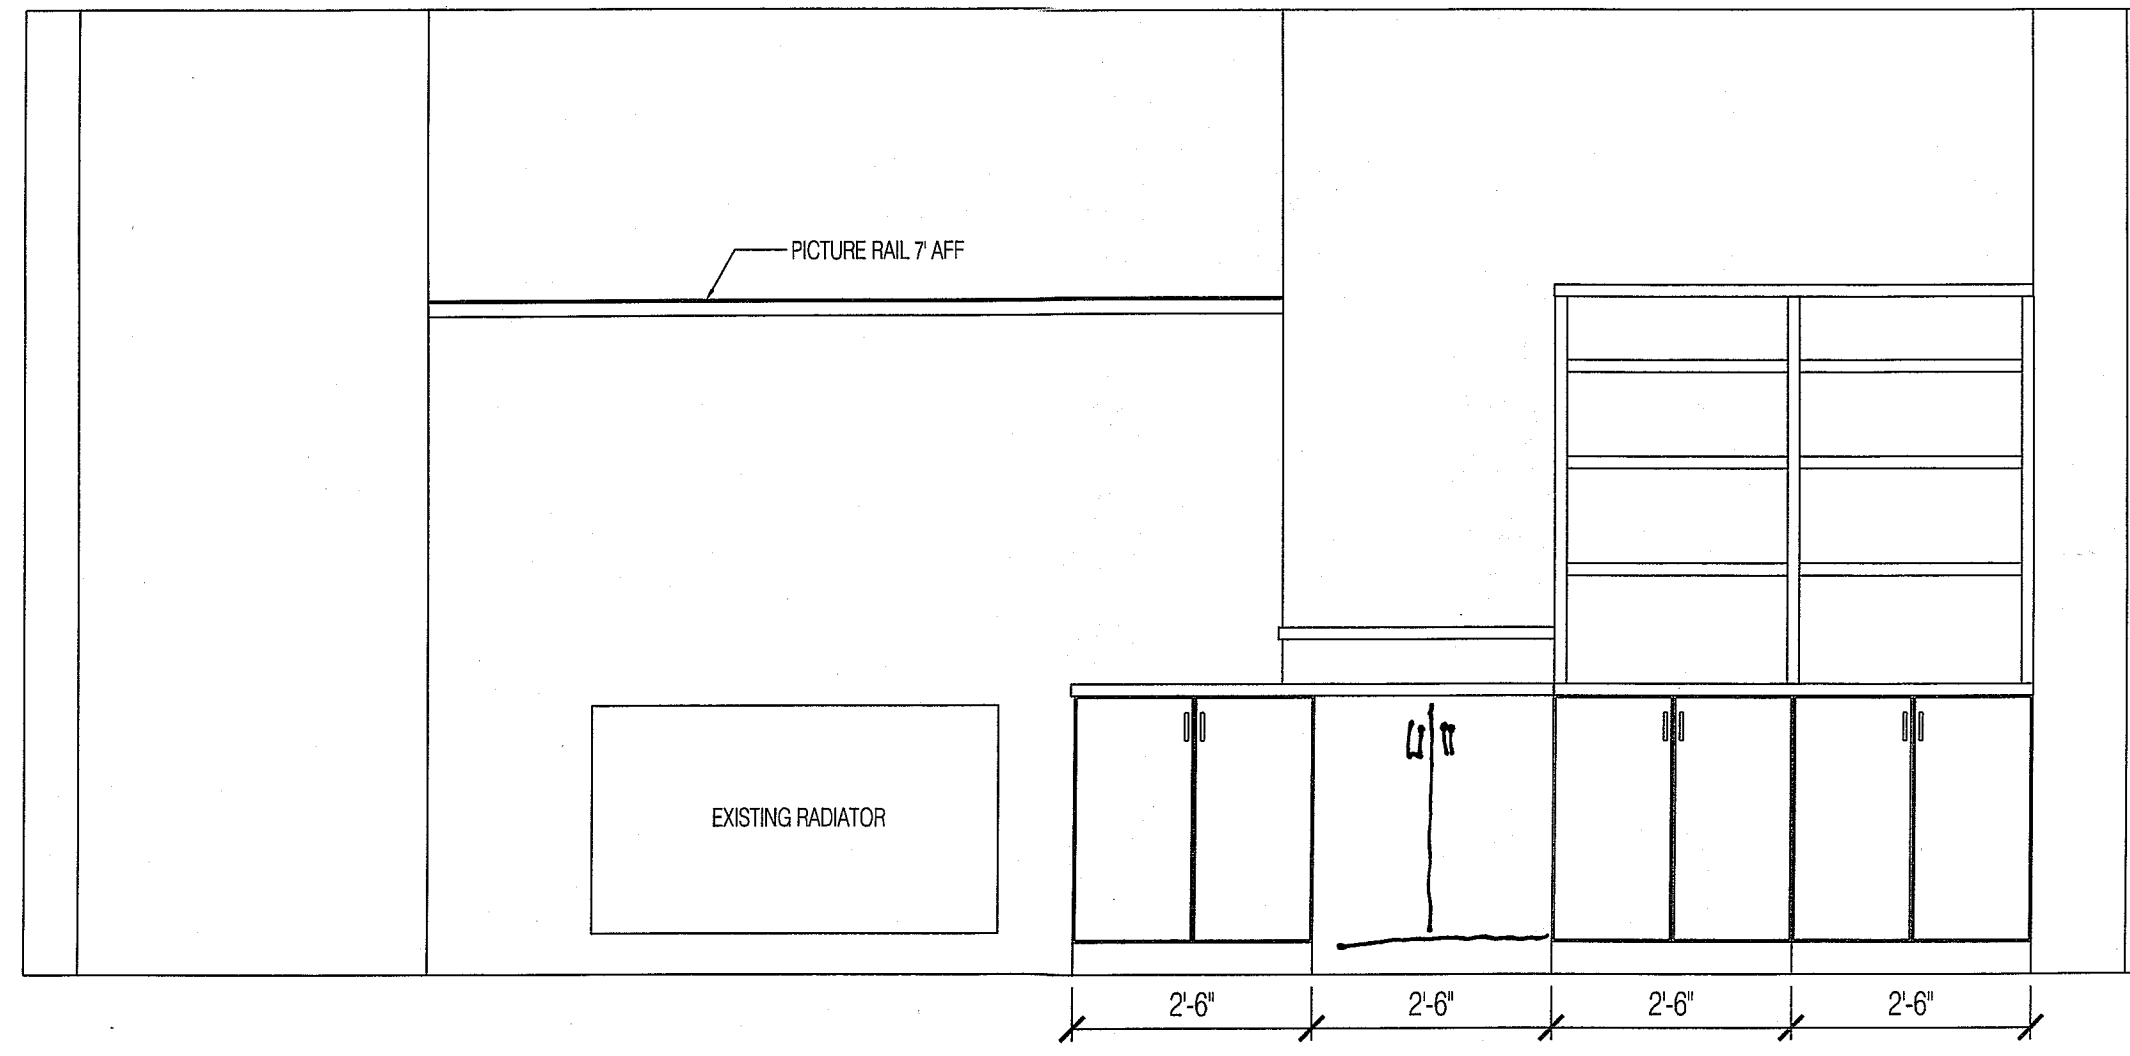 PICTURE RAIL 7' AFF
EXISTING RADIATOR
2'-6" 2'-6" 2'-6" 2'-6"